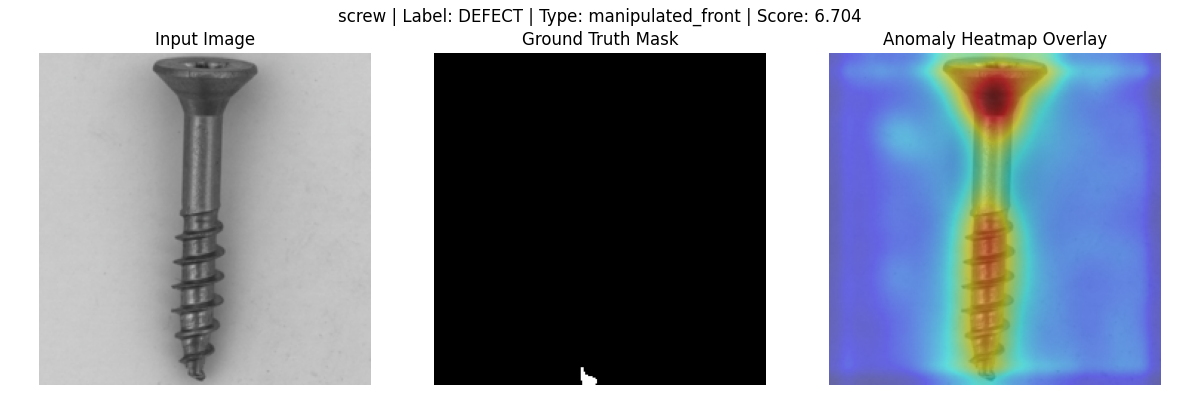 screw | Label: DEFECT | Type: manipulated_front | Score: 6.704
Input Image
Ground Truth Mask
Anomaly Heatmap Overlay